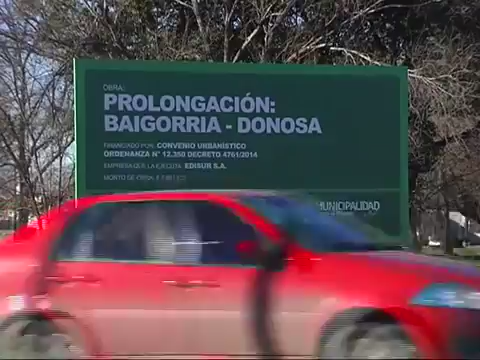 OBRA:
PROLONGACIÓN:
BAIGORRIA - DONOSA
FINANCIADO POR: CONVENIO URBANÍSTICO
ORDENANZA N° 12.350 DECRETO 4761/2014
EMPRESA QUE LA EJECUTA: EDISUR S.A.
MONTO DE OBRA: $
MUNICIPALIDAD